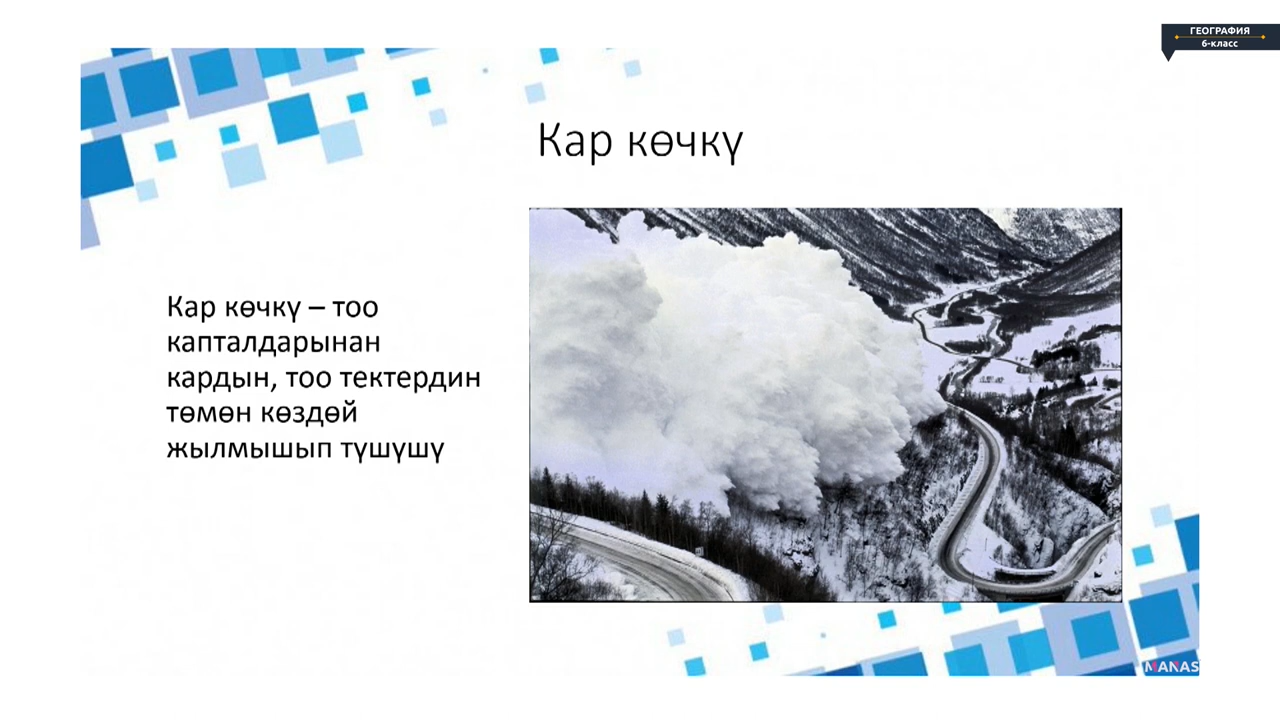 ГЕОГРАФИЯ
6-класс
Кар көчкү
Кар көчкү – тоо
капталдарынан
кардын, тоо тектердин
төмөн көздөй
жылмышып түшүшү
MANAS